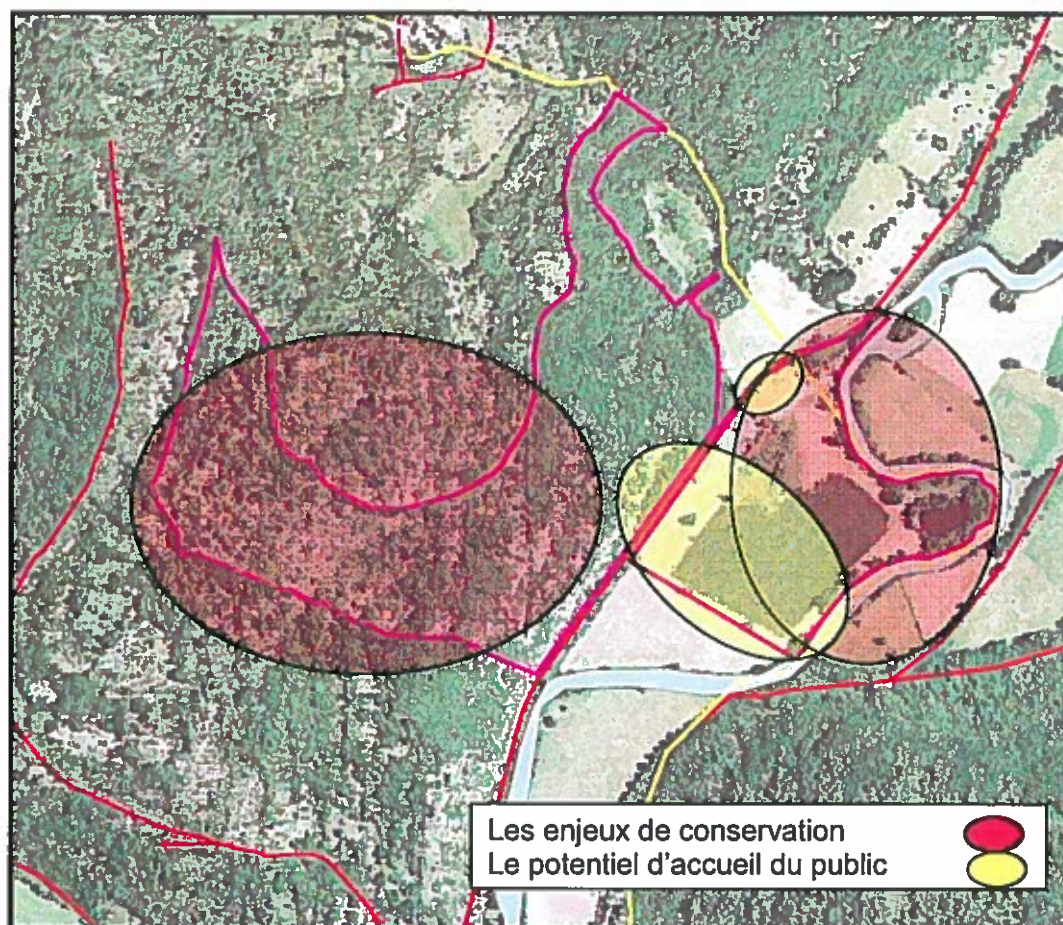 Les enjeux de conservation
Le potentiel d'accueil du public